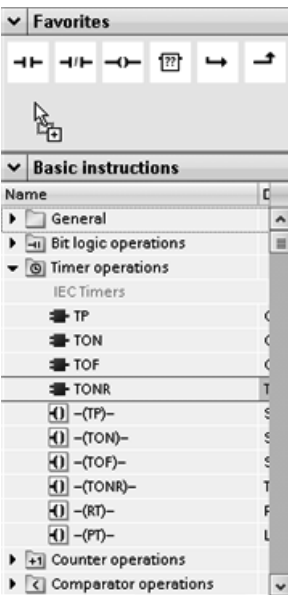 Favorites
??
Basic instructions
Name
General
Bit logic operations
Timer operations
IEC Timers
TP
TON
TOF
TONR
–(TP)–
–(TON)–
–(TOF)–
–(TONR)–
–(RT)–
–(PT)–
+1 Counter operations
Comparator operations